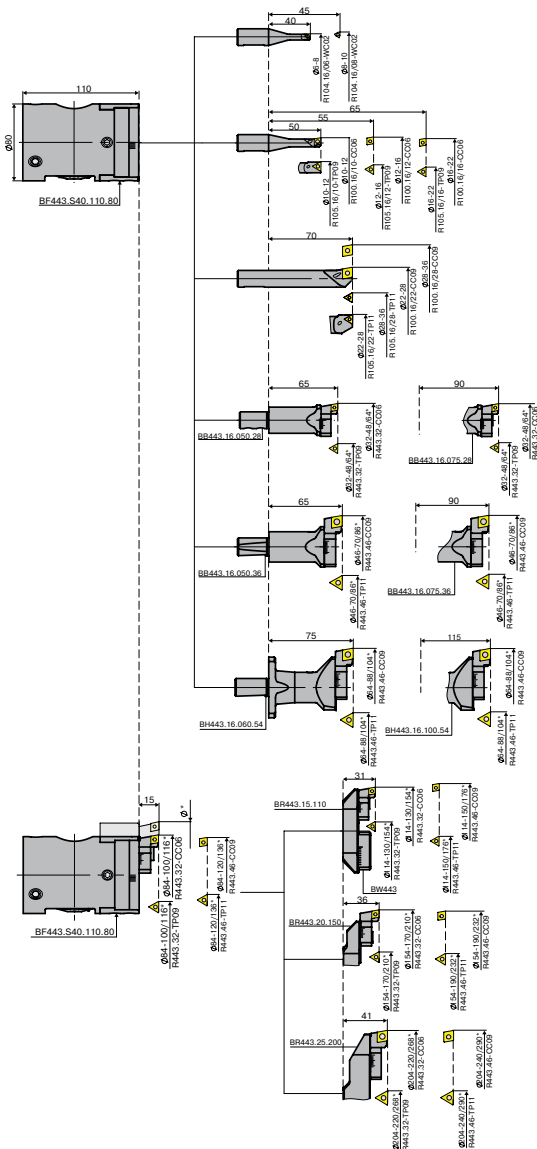 45
40
Ø6-8
R104.16/06-WC02
Ø8-10
R104.16/08-WC02
110
Ø80
BF443.S40.110.80
65
55
50
Ø10-12
R100.16/10-CC06
Ø12-16
R100.16/12-CC06
Ø16-22
R100.16/16-CC06
Ø10-12
R105.16/10-TP09
Ø12-16
R105.16/12-TP09
Ø16-22
R105.16/16-TP09
70
Ø28-36
R100.16/28-CC09
Ø22-28
R100.16/22-CC09
Ø28-36
R105.16/28-TP11
Ø22-28
R105.16/22-TP11
65
BB443.16.050.28
Ø32-48/64*
R443.32-CC06
Ø32-48/64*
R443.32-TP09
90
BB443.16.075.28
Ø32-48/64*
R443.32-CC06
Ø32-48/64*
R443.32-TP09
65
BB443.16.050.36
Ø46-70/86*
R443.46-CC09
Ø46-70/86*
R443.46-TP11
90
BB443.16.075.36
Ø46-70/86*
R443.46-CC09
Ø46-70/86*
R443.46-TP11
75
BH443.16.060.54
Ø64-88/104*
R443.46-CC09
Ø64-88/104*
R443.46-TP11
115
BH443.16.100.54
Ø64-88/104*
R443.46-CC09
Ø64-88/104*
R443.46-TP11
15
Ø*
Ø84-100/116*
R443.32-CC06
Ø84-100/116*
R443.32-TP09
BF443.S40.110.80
Ø84-120/136*
R443.46-CC09
Ø84-120/136*
R443.46-TP11
31
BR443.15.110
BW443
Ø114-130/154*
R443.32-CC06
Ø114-130/154*
R443.32-TP09
Ø114-150/176*
R443.46-CC09
Ø114-150/176*
R443.46-TP11
36
BR443.20.150
Ø154-170/210*
R443.32-CC06
Ø154-170/210*
R443.32-TP09
Ø154-190/232*
R443.46-CC09
Ø154-190/232*
R443.46-TP11
41
BR443.25.200
Ø204-220/268*
R443.32-CC06
Ø204-220/268*
R443.32-TP09
Ø204-240/290*
R443.46-CC09
Ø204-240/290*
R443.46-TP11